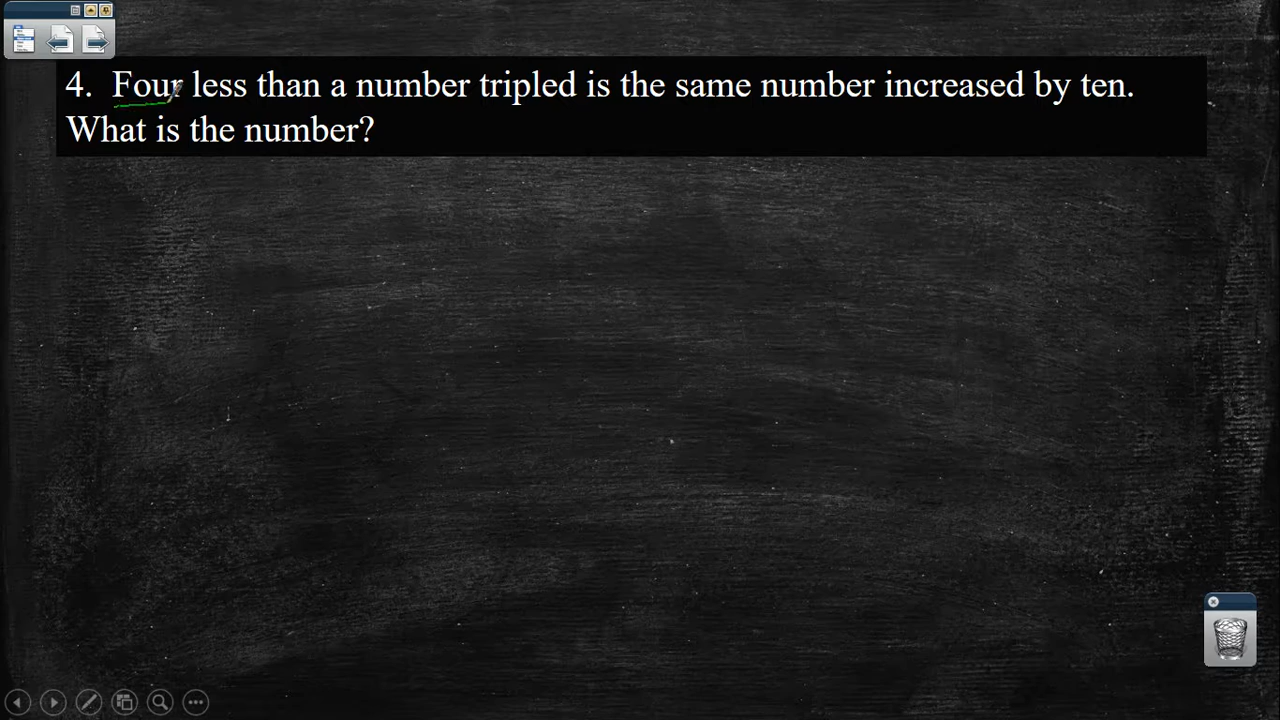 4. Four less than a number tripled is the same number increased by ten.
What is the number?